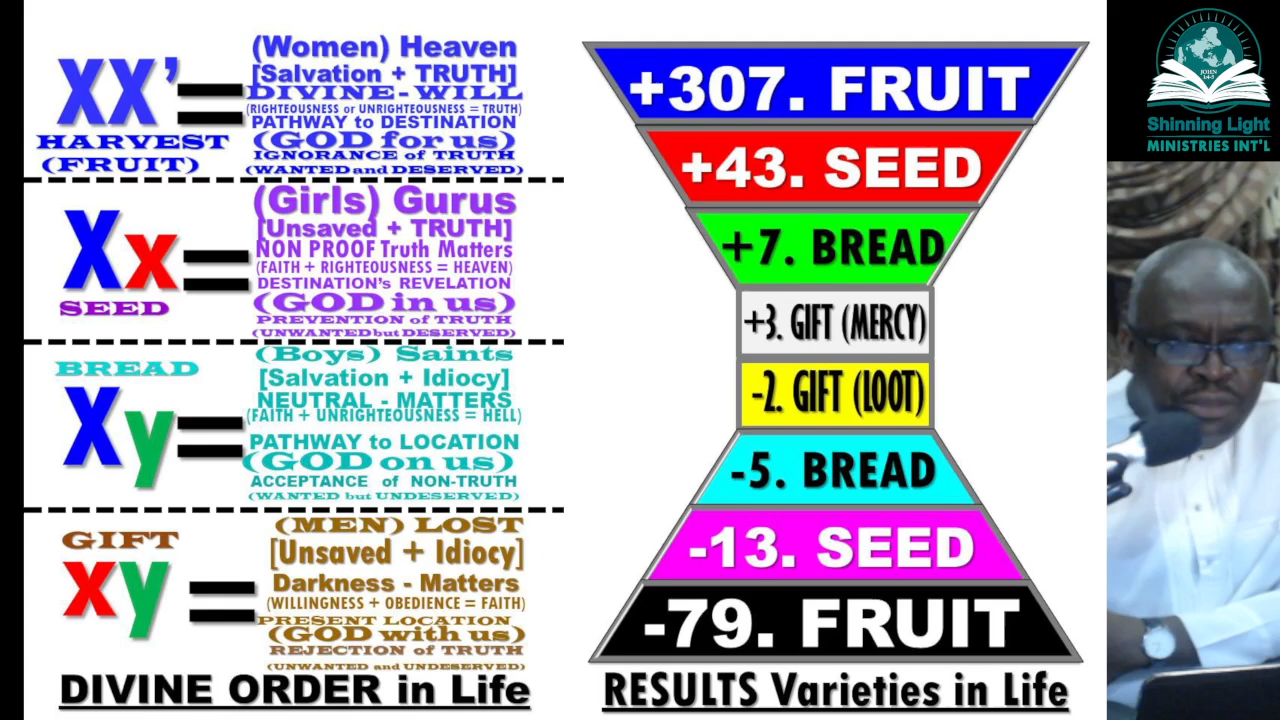 XX' =
HARVEST
(FRUIT)
(Women) Heaven
[Salvation + TRUTH]
DIVINE - WILL
(RIGHTEOUSNESS or UNRIGHTEOUSNESS = TRUTH)
PATHWAY to DESTINATION
(GOD for us)
IGNORANCE of TRUTH
(WANTED and DESERVED)
Xx =
SEED
(Girls) Gurus
[Unsaved + TRUTH]
NON PROOF Truth Matters
(FAITH + RIGHTEOUSNESS = HEAVEN)
DESTINATION's REVELATION
(GOD in us)
PREVENTION of TRUTH
(UNWANTED but DESERVED)
BREAD
Xy =
(Boys) Saints
[Salvation + Idiocy]
NEUTRAL - MATTERS
(FAITH + UNRIGHTEOUSNESS = HELL)
PATHWAY to LOCATION
(GOD on us)
ACCEPTANCE of NON-TRUTH
(WANTED but UNDESERVED)
GIFT
xy =
(MEN) LOST
[Unsaved + Idiocy]
Darkness - Matters
(WILLINGNESS + OBEDIENCE = FAITH)
PRESENT LOCATION
(GOD with us)
REJECTION of TRUTH
(UNWANTED and UNDESERVED)
DIVINE ORDER in Life
+307. FRUIT
+43. SEED
+7. BREAD
+3. GIFT (MERCY)
-2. GIFT (LOOT)
-5. BREAD
-13. SEED
-79. FRUIT
RESULTS Varieties in Life
JOHN
1:4-5
Shinning Light
MINISTRIES INT'L